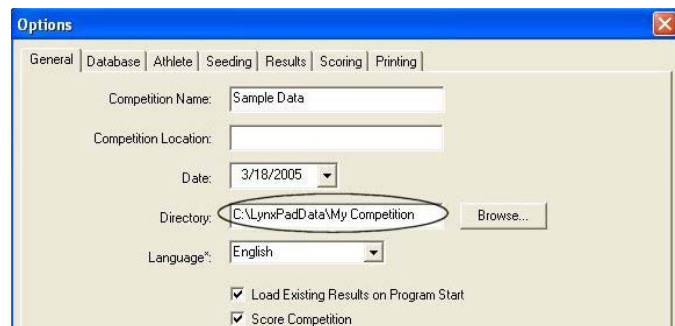 Options
General Database Athlete Seeding Results Scoring Printing
Competition Name: Sample Data
Competition Location:
Date: 3/18/2005
Directory: C:\LynxPadData\My Competition Browse...
Language*: English
Load Existing Results on Program Start
Score Competition